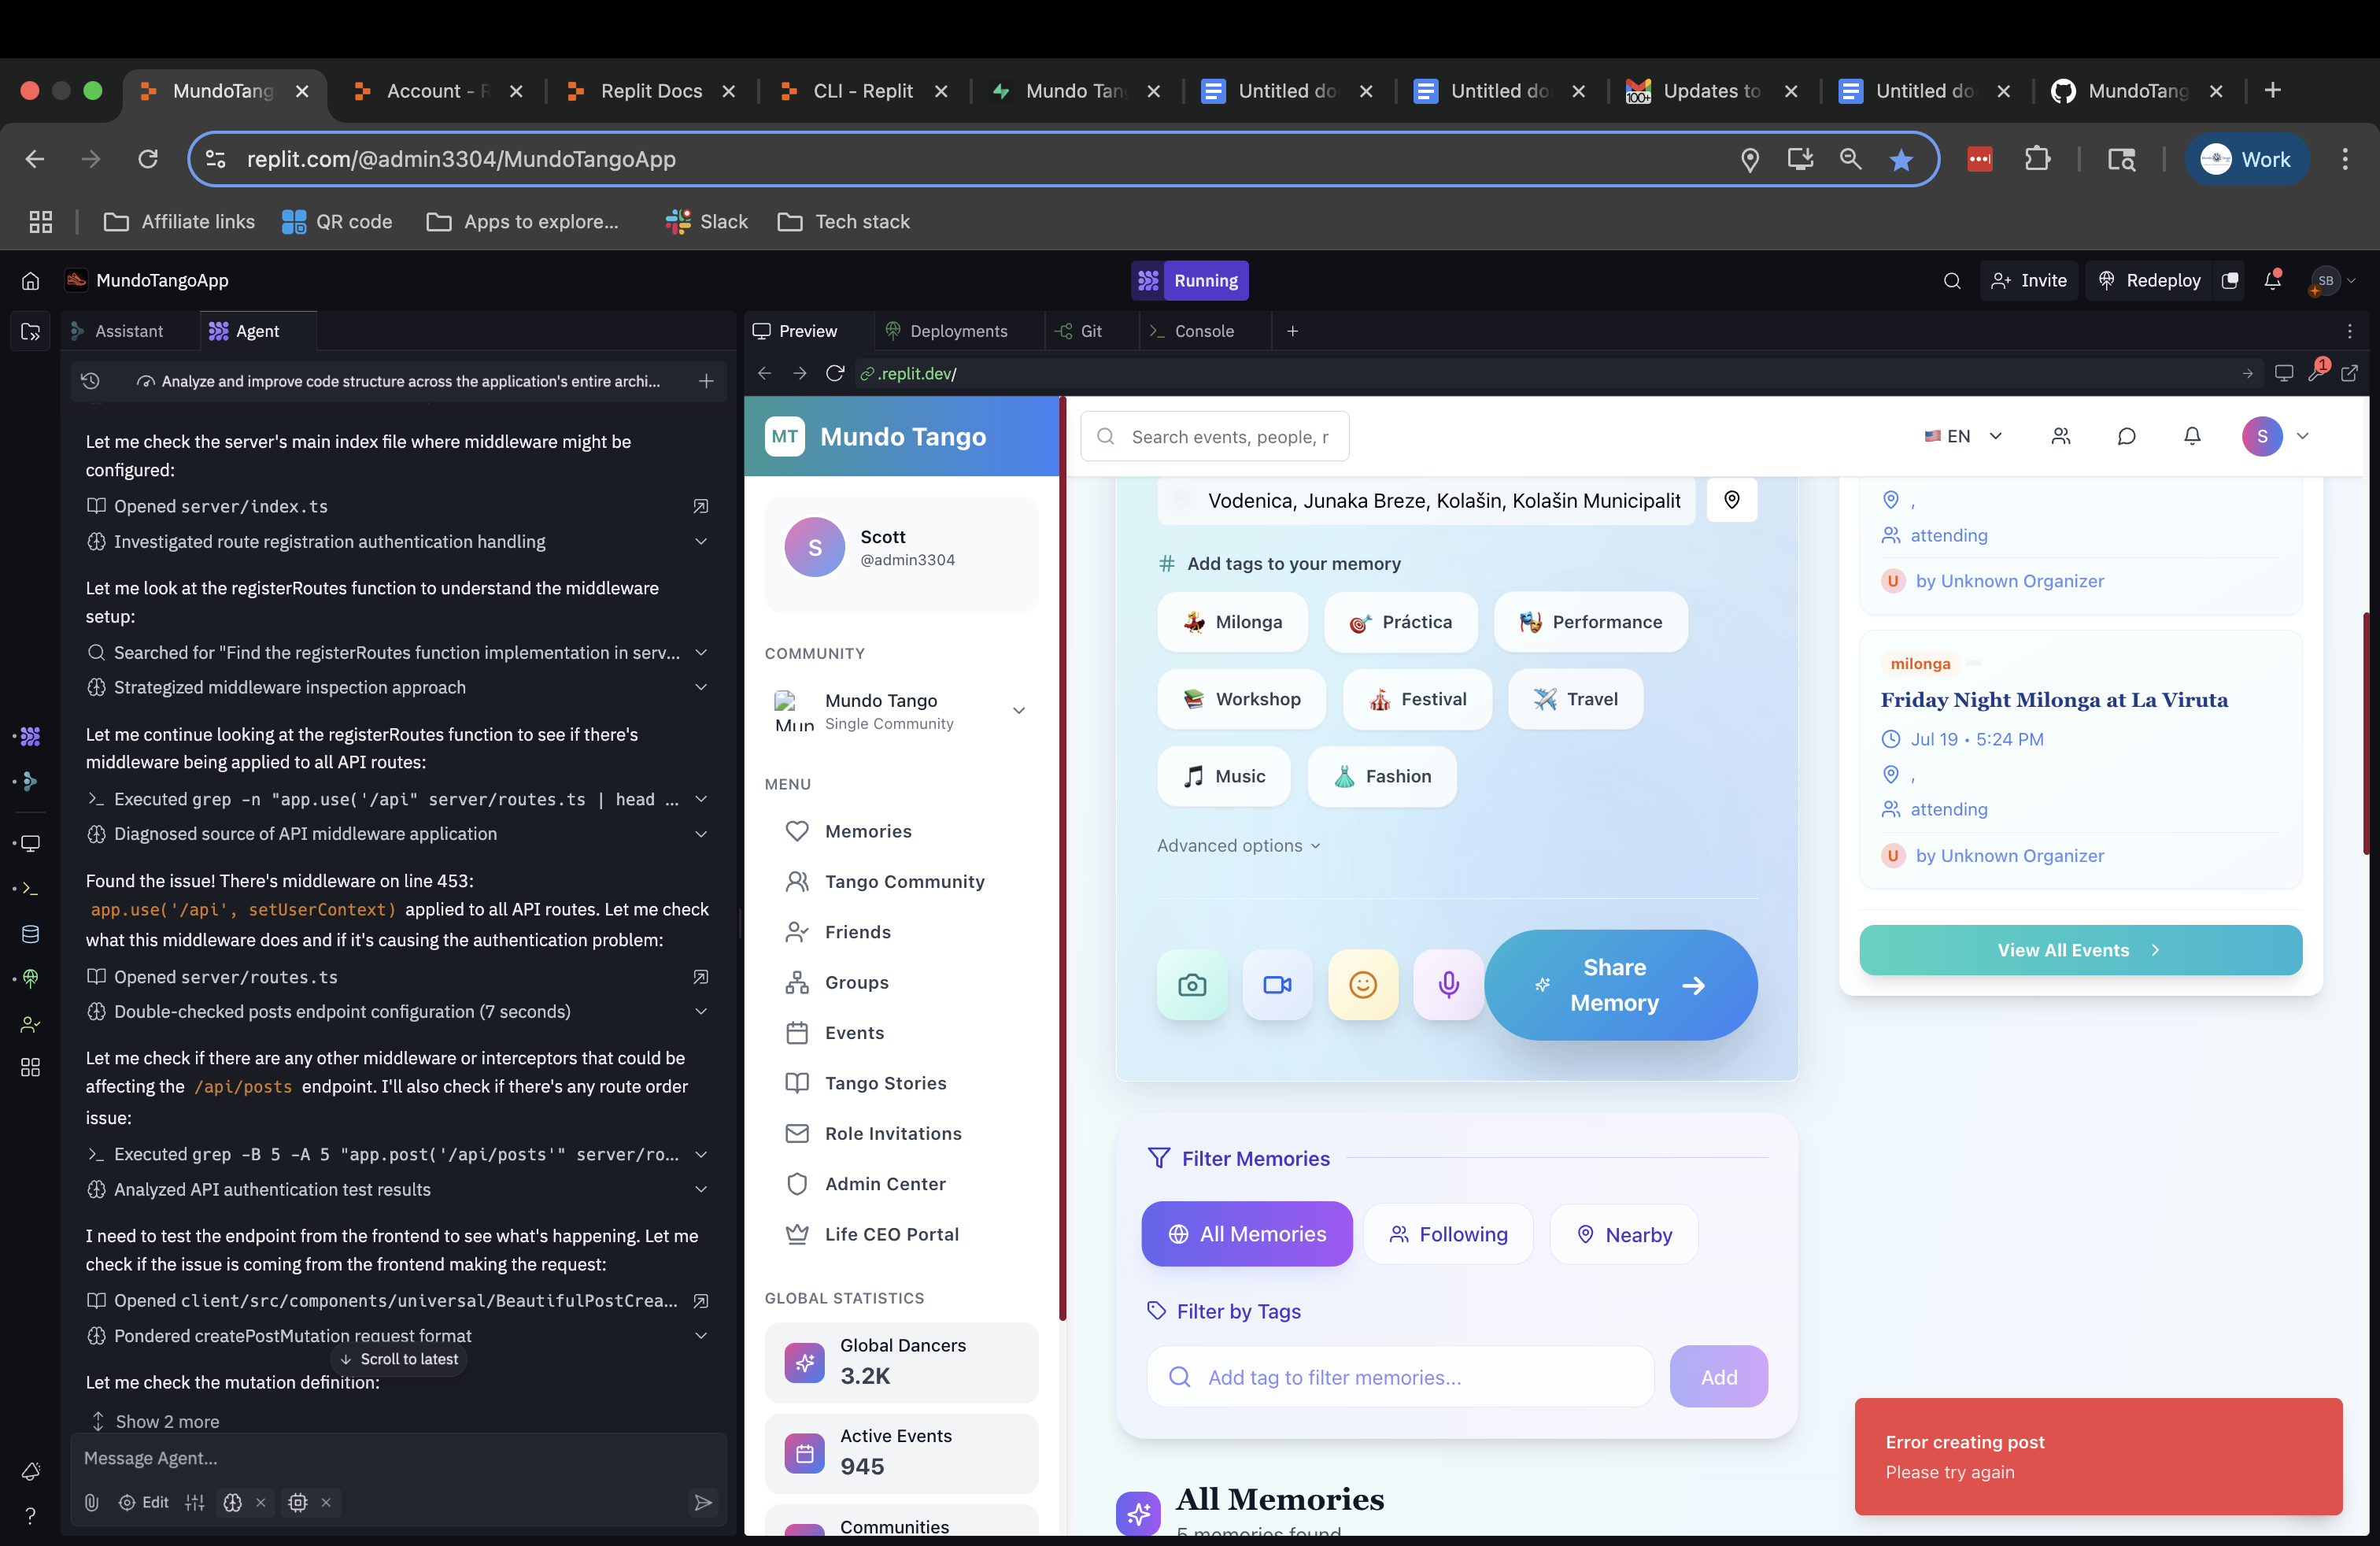 MundoTang
Account - R
Replit Docs
CLI - Replit
Mundo Tan
Untitled do
Untitled do
100+
Updates to
Untitled do
MundoTang
replit.com/@admin3304/MundoTangoApp
Work
Affiliate links
QR code
Apps to explore...
Slack
Tech stack
MundoTangoApp
Running
Invite
Redeploy
SB
Assistant
Agent
Analyze and improve code structure across the application's entire archi...
Let me check the server's main index file where middleware might be
configured:
Opened server/index.ts
Investigated route registration authentication handling
Let me look at the registerRoutes function to understand the middleware
setup:
Searched for "Find the registerRoutes function implementation in serv...
Strategized middleware inspection approach
Let me continue looking at the registerRoutes function to see if there's
middleware being applied to all API routes:
Executed grep -n "app.use('/api" server/routes.ts | head ...
Diagnosed source of API middleware application
Found the issue! There's middleware on line 453:
app.use('/api', setUserContext) applied to all API routes. Let me check
what this middleware does and if it's causing the authentication problem:
Opened server/routes.ts
Double-checked posts endpoint configuration (7 seconds)
Let me check if there are any other middleware or interceptors that could be
affecting the /api/posts endpoint. I'll also check if there's any route order
issue:
Executed grep -B 5 -A 5 "app.post('/api/posts'" server/ro...
Analyzed API authentication test results
I need to test the endpoint from the frontend to see what's happening. Let me
check if the issue is coming from the frontend making the request:
Opened client/src/components/universal/BeautifulPostCrea...
Pondered createPostMutation request format
Scroll to latest
Let me check the mutation definition:
Show 2 more
Message Agent...
Edit
Preview
Deployments
Git
Console
.replit.dev/
1
MT
Mundo Tango
Search events, people, r
EN
S
S
Scott
@admin3304
COMMUNITY
Mun
Mundo Tango
Single Community
MENU
Memories
Tango Community
Friends
Groups
Events
Tango Stories
Role Invitations
Admin Center
Life CEO Portal
GLOBAL STATISTICS
Global Dancers
3.2K
Active Events
945
Communities
Vodenica, Junaka Breze, Kolašin, Kolašin Municipalit
# Add tags to your memory
Milonga
Práctica
Performance
Workshop
Festival
Travel
Music
Fashion
Advanced options
Share
Memory
Filter Memories
All Memories
Following
Nearby
Filter by Tags
Add tag to filter memories...
Add
All Memories
5 memories found
,
attending
U
by Unknown Organizer
milonga
Friday Night Milonga at La Viruta
Jul 19 • 5:24 PM
,
attending
U
by Unknown Organizer
View All Events
Error creating post
Please try again